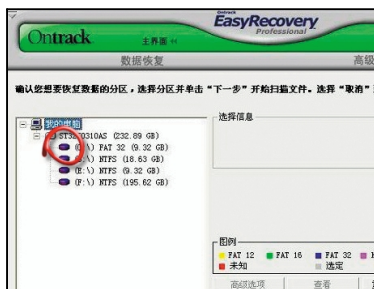 Ontrack
主界面 <<
EasyRecovery
Professional
数据恢复
高级
确认您想要恢复数据的分区，选择分区并单击“下一步”开始扫描文件。选择“取消”
我的电脑
(232.89 GB)
:\) FAT 32 (9.32 GB)
:\) NTFS (18.63 GB)
(E:\) NTFS (9.32 GB)
(F:\) NTFS (195.62 GB)
选择信息
图例
FAT 12 FAT 16 FAT 32
未知 选定
高级选项 查看